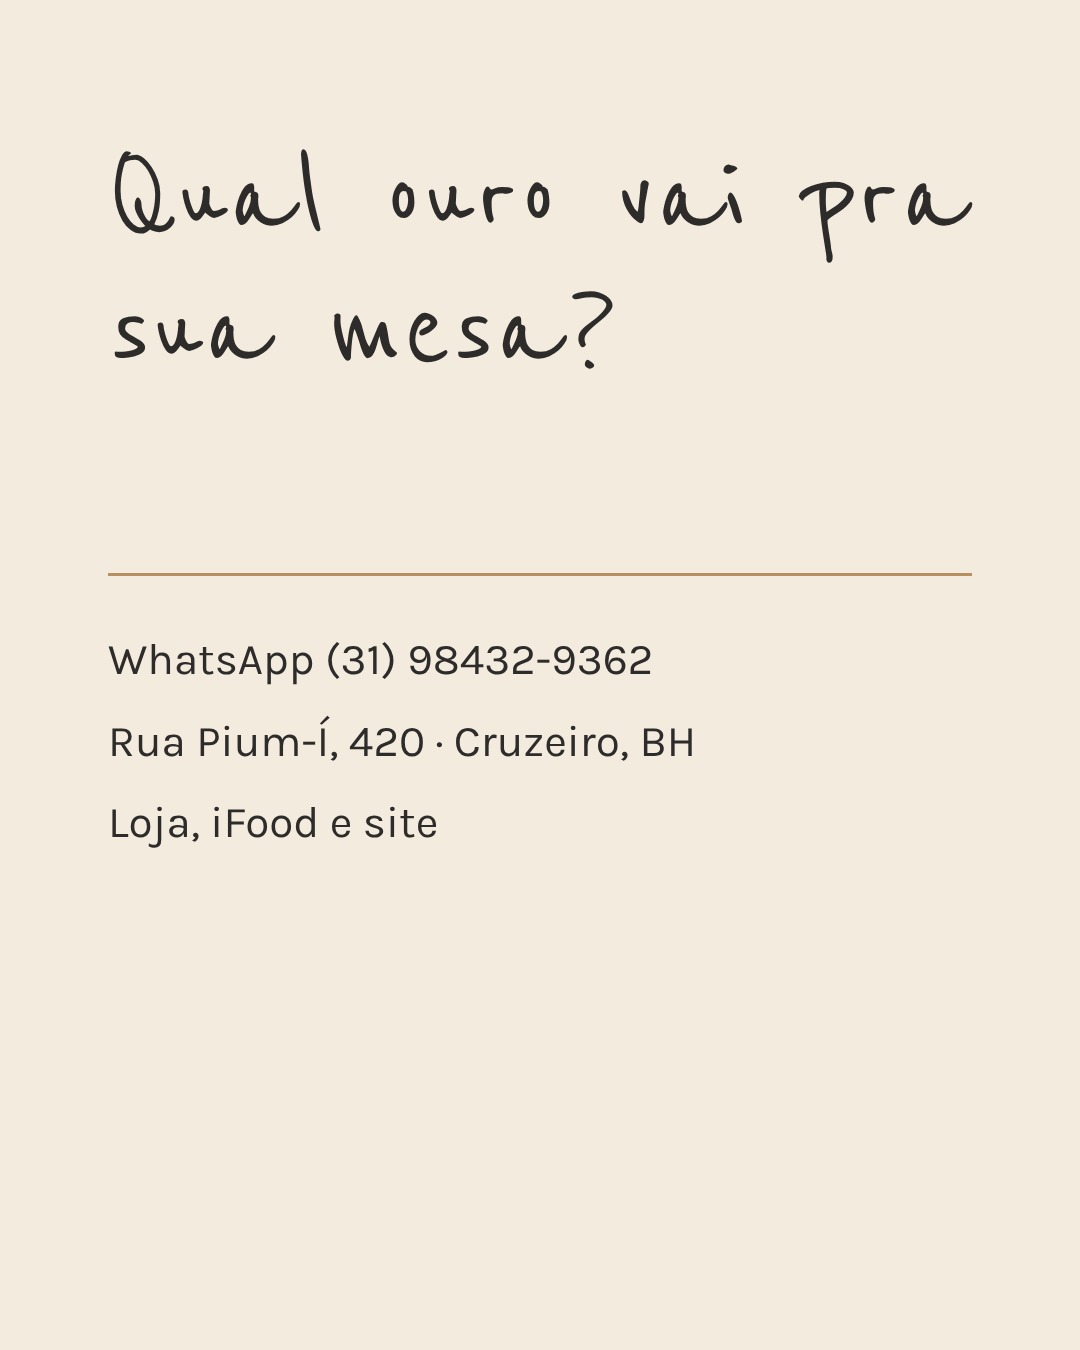 Qual ouro vai pra
sua mesa?
WhatsApp (31) 98432-9362
Rua Pium-Í, 420 · Cruzeiro, BH
Loja, iFood e site